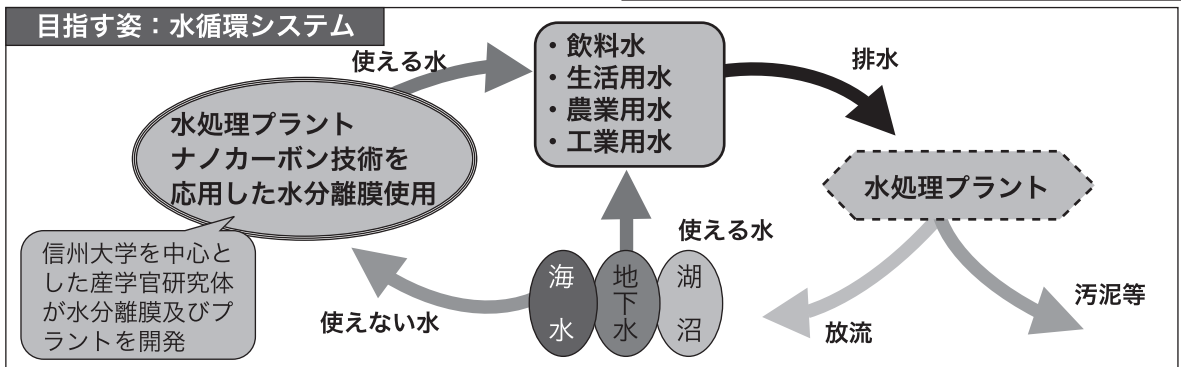 目指す姿：水循環システム
使える水
・飲料水
・生活用水
・農業用水
・工業用水
排水
水処理プラント
ナノカーボン技術を
応用した水分離膜使用
水処理プラント
信州大学を中心と
した産学官研究体
が水分離膜及びプ
ラントを開発
使えない水
海水
地下水
湖沼
使える水
放流
汚泥等